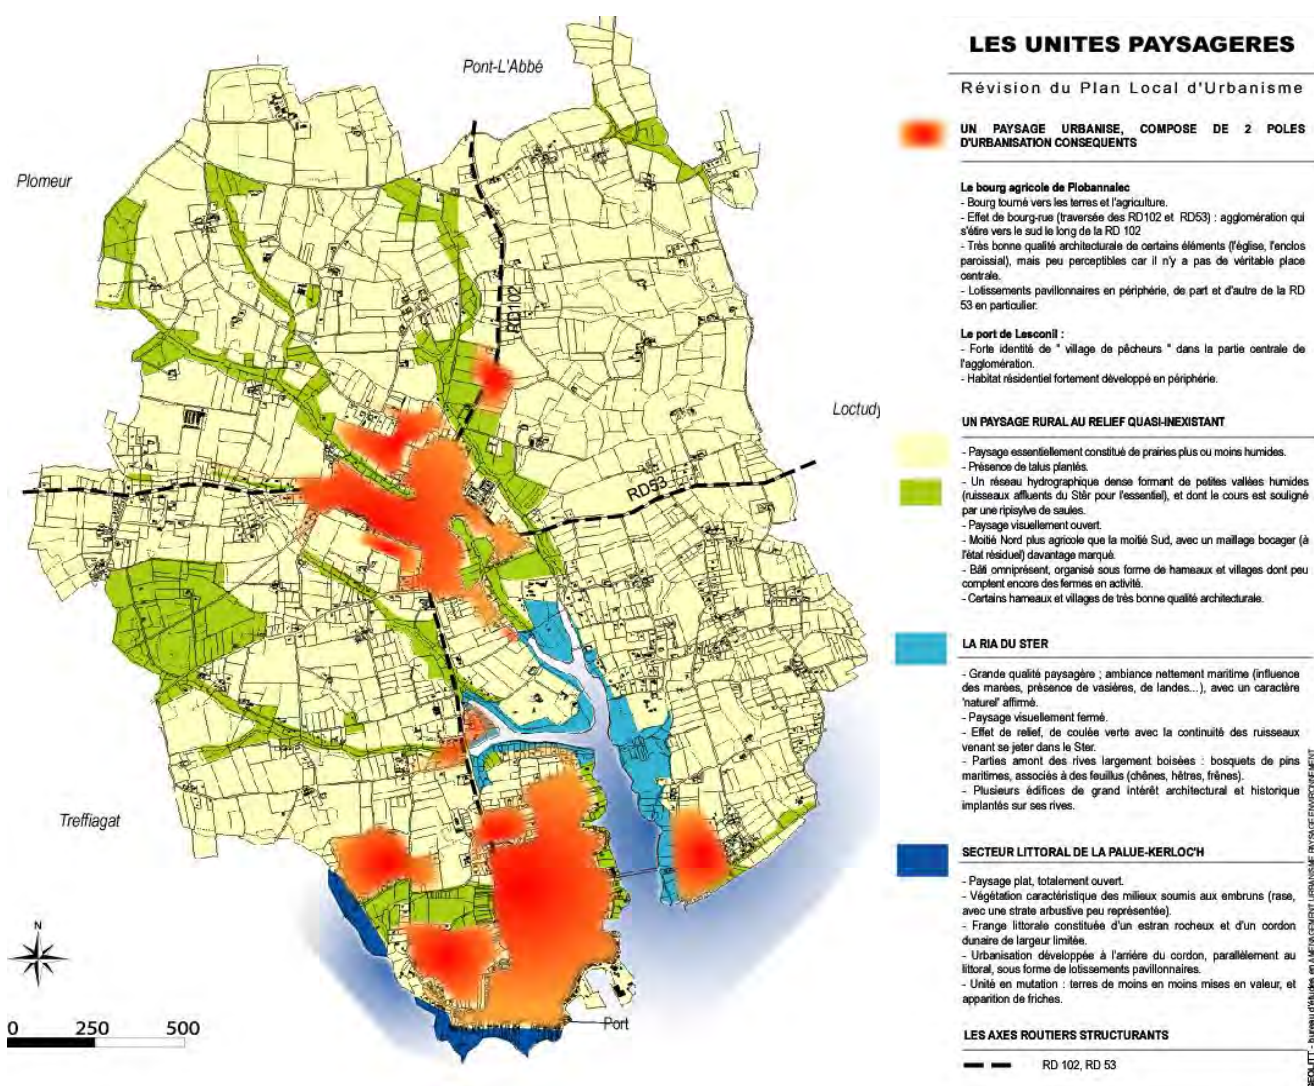 Pont-L'Abbé
Plomeur
RD102
Loctudy
RD53
Treffiagat
N
0 250 500
Port
LES UNITES PAYSAGERES
Révision du Plan Local d'Urbanisme
UN PAYSAGE URBANISE, COMPOSE DE 2 POLES
D'URBANISATION CONSEQUENTS
Le bourg agricole de Plobannalec
- Bourg tourné vers les terres et l'agriculture.
- Effet de bourg-rue (traversée des RD102 et RD53) : agglomération qui
s'étire vers le sud le long de la RD 102
- Très bonne qualité architecturale de certains éléments (l'église, l'enclos
paroissial), mais peu perceptibles car il n'y a pas de véritable place
centrale.
- Lotissements pavillonnaires en périphérie, de part et d'autre de la RD
53 en particulier.
Le port de Lesconil :
- Forte identité de " village de pêcheurs " dans la partie centrale de
l'agglomération.
- Habitat résidentiel fortement développé en périphérie.
UN PAYSAGE RURAL AU RELIEF QUASI-INEXISTANT
- Paysage essentiellement constitué de prairies plus ou moins humides.
- Présence de talus plantés.
- Un réseau hydrographique dense formant de petites vallées humides
(ruisseaux affluents du Stêr pour l'essentiel), et dont le cours est souligné
par une ripisylve de saules.
- Paysage visuellement ouvert.
- Moitié Nord plus agricole que la moitié Sud, avec un maillage bocager (à
l'état résiduel) davantage marqué.
- Bâti omniprésent, organisé sous forme de hameaux et villages dont peu
comptent encore des fermes en activité.
- Certains hameaux et villages de très bonne qualité architecturale.
LA RIA DU STER
- Grande qualité paysagère ; ambiance nettement maritime (influence
des marées, présence de vasières, de landes...), avec un caractère
'naturel' affirmé.
- Paysage visuellement fermé.
- Effet de relief, de coulée verte avec la continuité des ruisseaux
venant se jeter dans le Ster.
- Parties amont des rives largement boisées : bosquets de pins
maritimes, associés à des feuillus (chênes, hêtres, frênes).
- Plusieurs édifices de grand intérêt architectural et historique
implantés sur ses rives.
SECTEUR LITTORAL DE LA PALUE-KERLOC'H
- Paysage plat, totalement ouvert.
- Végétation caractéristique des milieux soumis aux embruns (rase,
avec une strate arbustive peu représentée).
- Frange littorale constituée d'un estran rocheux et d'un cordon
dunaire de largeur limitée.
- Urbanisation développée à l'arrière du cordon, parallèlement au
littoral, sous forme de lotissements pavillonnaires.
- Unité en mutation : terres de moins en moins mises en valeur, et
apparition de friches.
LES AXES ROUTIERS STRUCTURANTS
RD 102, RD 53
- bureau d'études en AMENAGEMENT URBANISME PAYSAGE ENVIRONNEMENT